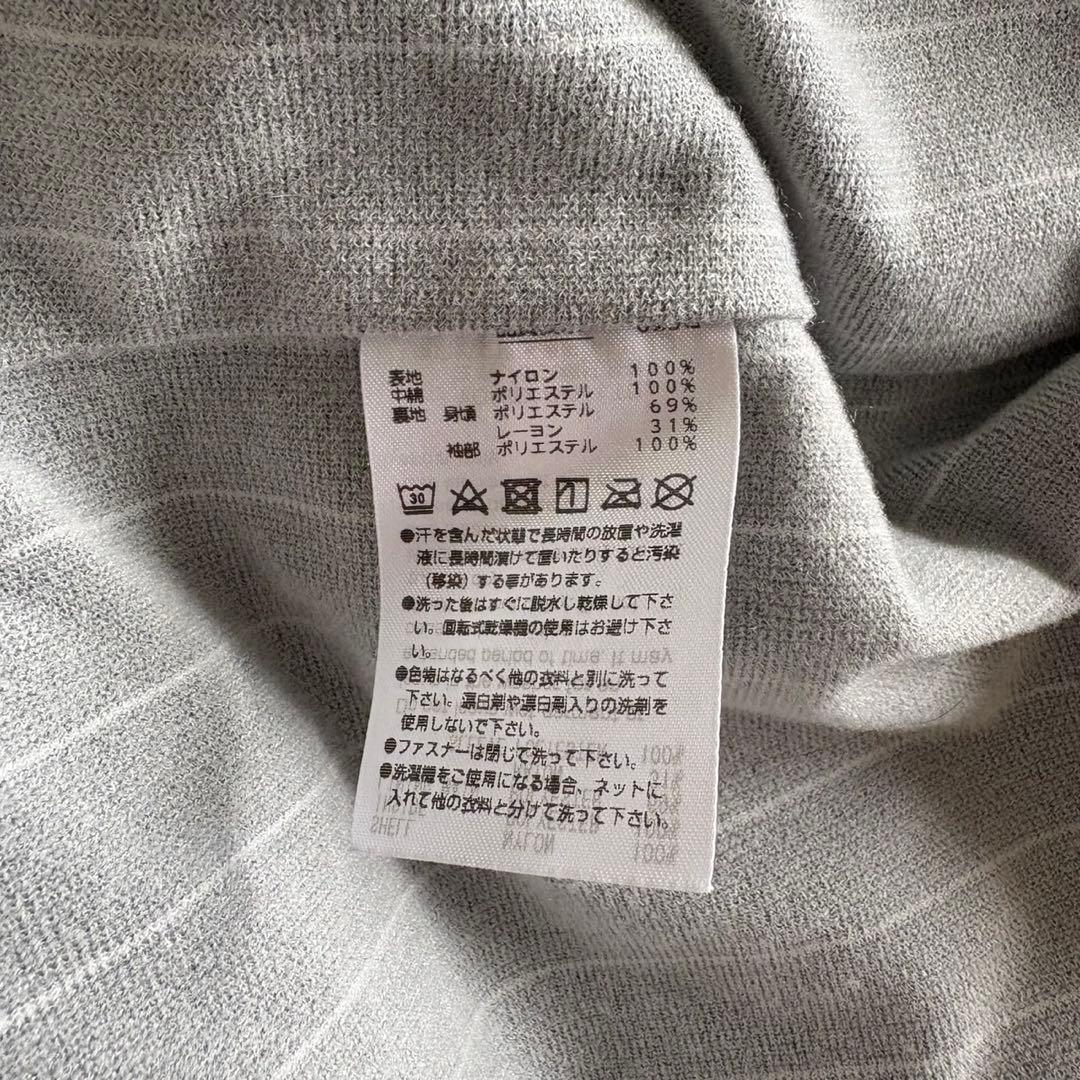 表地 ナイロン 100%
中綿 ポリエステル 100%
裏地 身頃 ポリエステル 69%
レーヨン 31%
袖部 ポリエステル 100%
30
●汗を含んだ状態で長時間の放置や洗濯
液に長時間漬けて置いたりすると汚染
(移染)する事があります。
●洗った後はすぐに脱水し乾燥して下さ
い。回転式乾燥機の使用はお避け下さ
い。
●色物はなるべく他の衣料と別に洗って
下さい。漂白剤や漂白剤入りの洗剤を
使用しないで下さい。
●ファスナーは閉じて洗って下さい。
●洗濯機をご使用になる場合、ネットに
入れて他の衣料と分けて洗って下さい。
extended period of time, it may
SHELL NYLON 100%